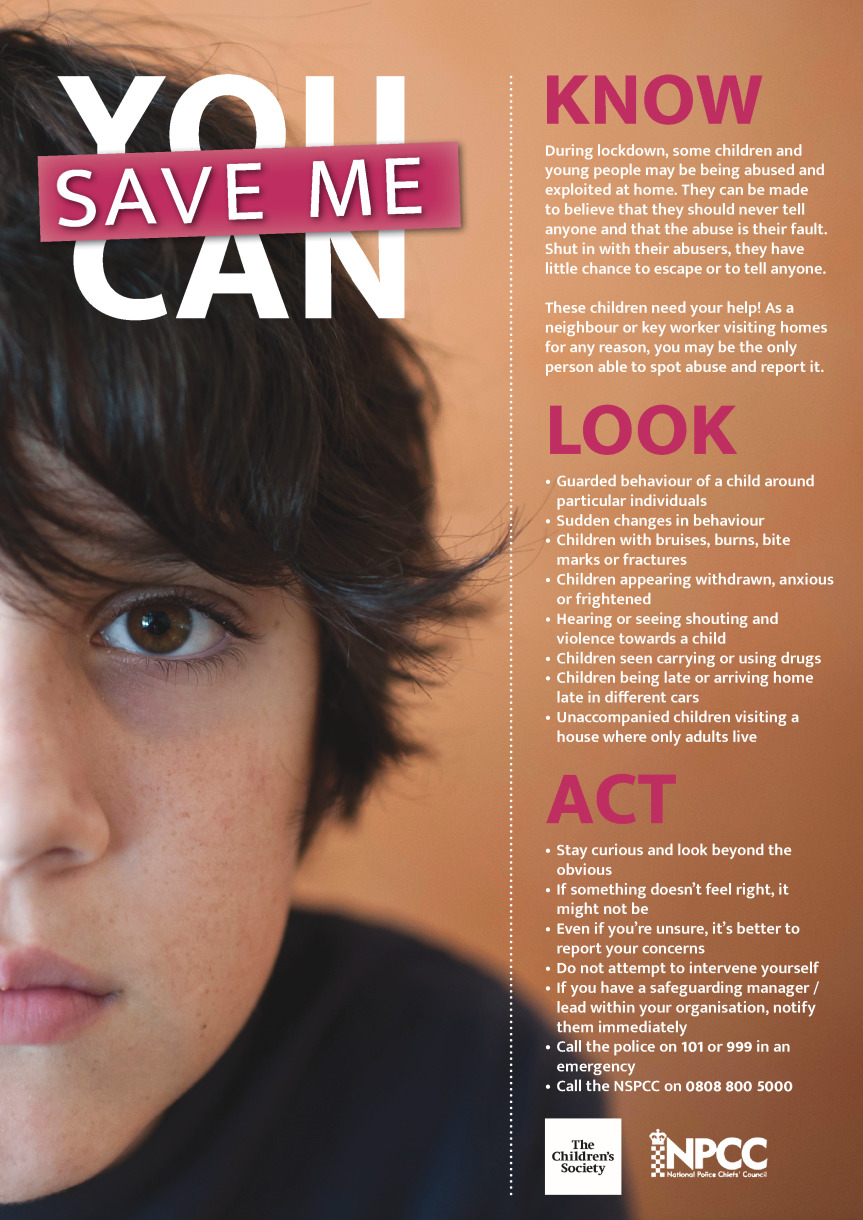 YOU
SAVE ME
CAN
KNOW
During lockdown, some children and
young people may be being abused and
exploited at home. They can be made
to believe that they should never tell
anyone and that the abuse is their fault.
Shut in with their abusers, they have
little chance to escape or to tell anyone.
These children need your help! As a
neighbour or key worker visiting homes
for any reason, you may be the only
person able to spot abuse and report it.
LOOK
• Guarded behaviour of a child around
particular individuals
• Sudden changes in behaviour
• Children with bruises, burns, bite
marks or fractures
• Children appearing withdrawn, anxious
or frightened
• Hearing or seeing shouting and
violence towards a child
• Children seen carrying or using drugs
• Children being late or arriving home
late in different cars
• Unaccompanied children visiting a
house where only adults live
ACT
• Stay curious and look beyond the
obvious
• If something doesn't feel right, it
might not be
• Even if you're unsure, it's better to
report your concerns
• Do not attempt to intervene yourself
• If you have a safeguarding manager /
lead within your organisation, notify
them immediately
• Call the police on 101 or 999 in an
emergency
• Call the NSPCC on 0808 800 5000
The
Children's
Society
NPCC
National Police Chiefs' Council